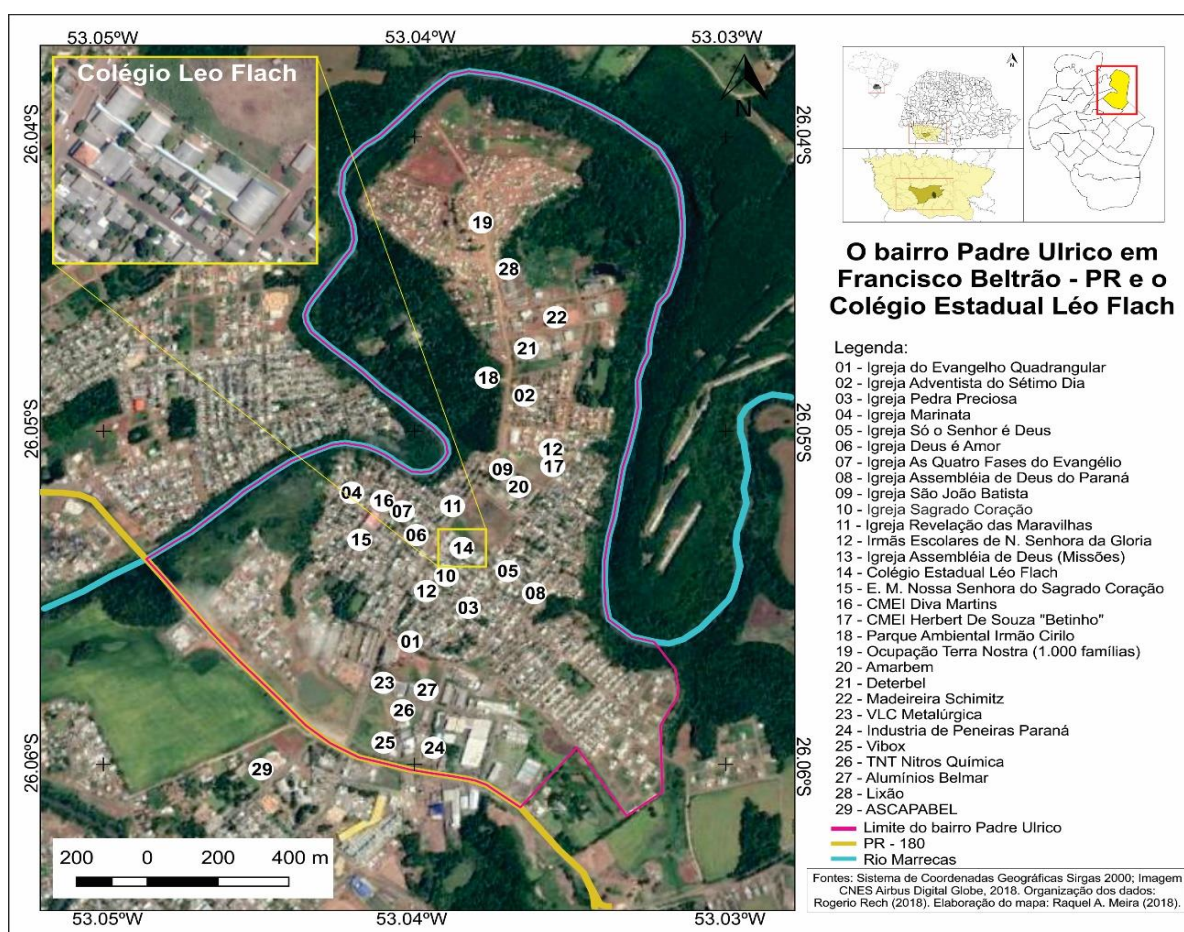 53.05ºW
53.04ºW
53.03ºW
Colégio Leo Flach
N
26.04ºS
26.04ºS
19
28
22
21
18
02
26.05ºS
26.05ºS
12
09
17
20
04
16
07
11
06
15
14
10
05
12
08
03
01
23
27
26
25
24
26.06ºS
26.06ºS
29
200 0 200 400 m
53.05ºW
53.04ºW
53.03ºW
N
O bairro Padre Ulrico em
Francisco Beltrão - PR e o
Colégio Estadual Léo Flach
Legenda:
01 - Igreja do Evangelho Quadrangular
02 - Igreja Adventista do Sétimo Dia
03 - Igreja Pedra Preciosa
04 - Igreja Marinata
05 - Igreja Só o Senhor é Deus
06 - Igreja Deus é Amor
07 - Igreja As Quatro Fases do Evangélio
08 - Igreja Assembléia de Deus do Paraná
09 - Igreja São João Batista
10 - Igreja Sagrado Coração
11 - Igreja Revelação das Maravilhas
12 - Irmãs Escolares de N. Senhora da Gloria
13 - Igreja Assembléia de Deus (Missões)
14 - Colégio Estadual Léo Flach
15 - E. M. Nossa Senhora do Sagrado Coração
16 - CMEI Diva Martins
17 - CMEI Herbert De Souza "Betinho"
18 - Parque Ambiental Irmão Cirilo
19 - Ocupação Terra Nostra (1.000 famílias)
20 - Amarbem
21 - Deterbel
22 - Madeireira Schimitz
23 - VLC Metalúrgica
24 - Industria de Peneiras Paraná
25 - Vibox
26 - TNT Nitros Química
27 - Alumínios Belmar
28 - Lixão
29 - ASCAPABEL
Limite do bairro Padre Ulrico
PR - 180
Rio Marrecas
Fontes: Sistema de Coordenadas Geográficas Sirgas 2000; Imagem
CNES Airbus Digital Globe, 2018. Organização dos dados:
Rogerio Rech (2018). Elaboração do mapa: Raquel A. Meira (2018).